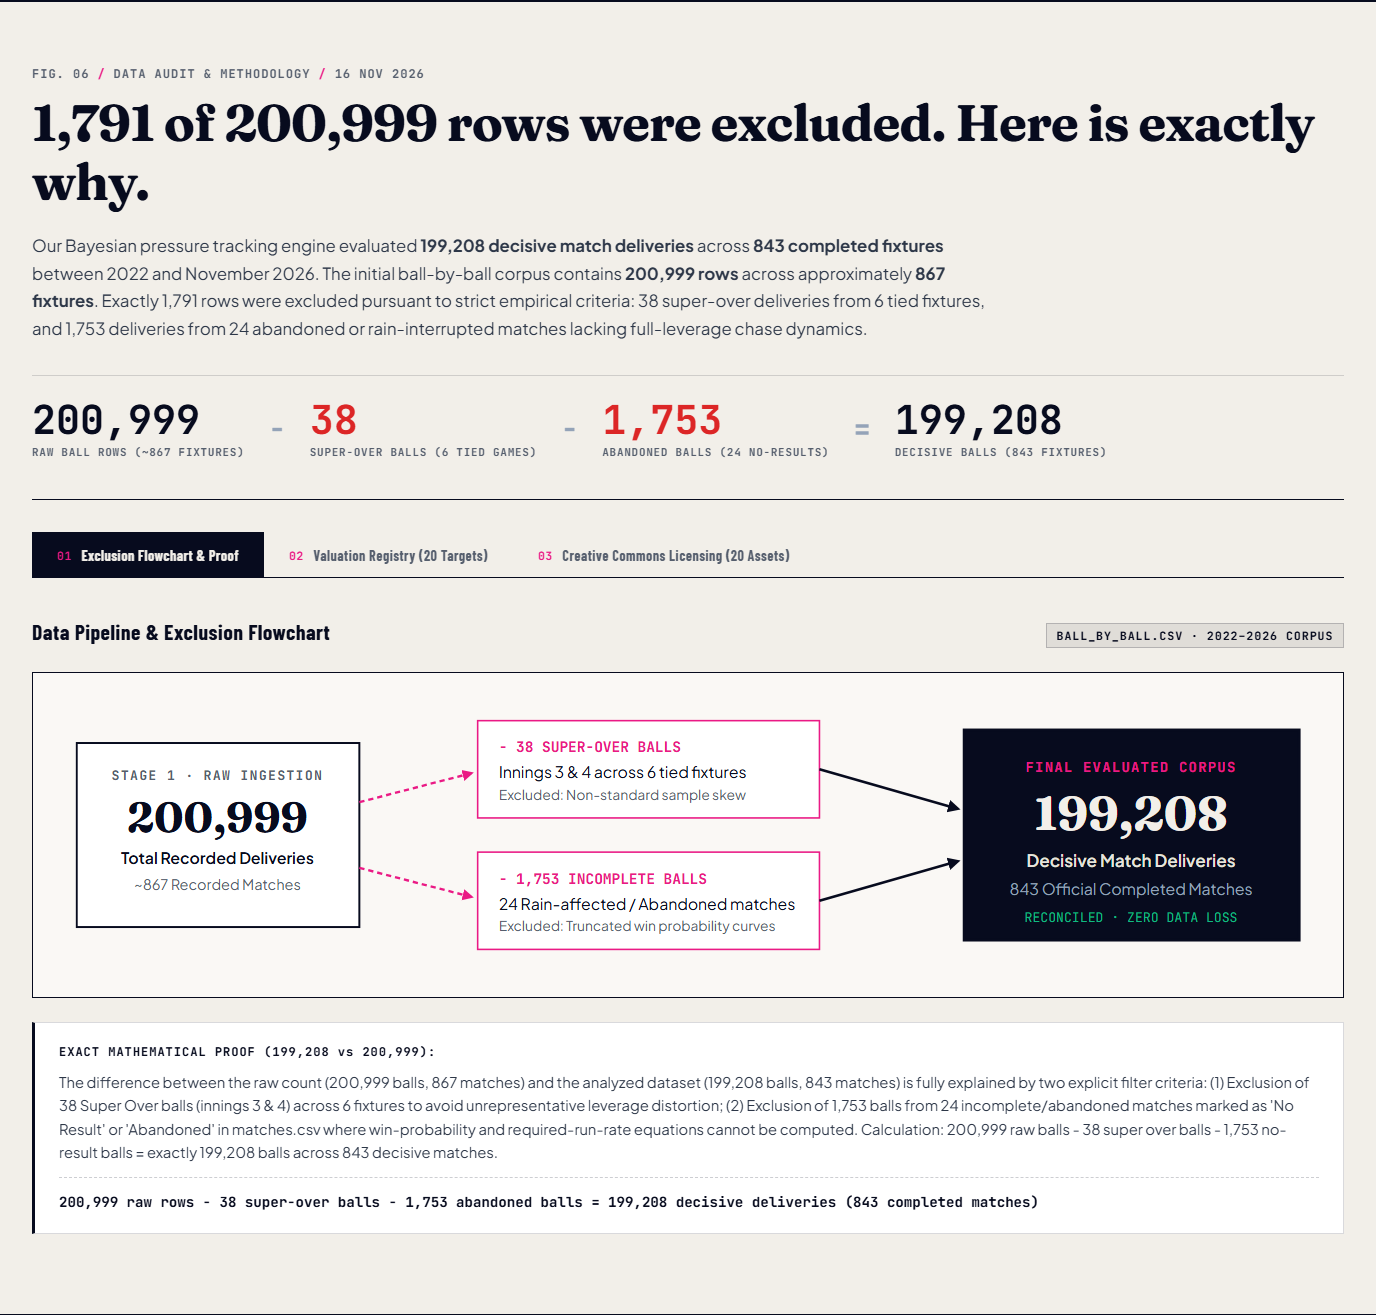 FIG. 06 / DATA AUDIT & METHODOLOGY / 16 NOV 2026
1,791 of 200,999 rows were excluded. Here is exactly
why.
Our Bayesian pressure tracking engine evaluated 199,208 decisive match deliveries across 843 completed fixtures
between 2022 and November 2026. The initial ball-by-ball corpus contains 200,999 rows across approximately 867
fixtures. Exactly 1,791 rows were excluded pursuant to strict empirical criteria: 38 super-over deliveries from 6 tied fixtures,
and 1,753 deliveries from 24 abandoned or rain-interrupted matches lacking full-leverage chase dynamics.
200,999 - 38 - 1,753 = 199,208
RAW BALL ROWS (~867 FIXTURES) SUPER-OVER BALLS (6 TIED GAMES) ABANDONED BALLS (24 NO-RESULTS) DECISIVE BALLS (843 FIXTURES)
01 Exclusion Flowchart & Proof 02 Valuation Registry (20 Targets) 03 Creative Commons Licensing (20 Assets)
Data Pipeline & Exclusion Flowchart
BALL_BY_BALL.CSV · 2022-2026 CORPUS
STAGE 1 · RAW INGESTION
200,999
Total Recorded Deliveries
~867 Recorded Matches
- 38 SUPER-OVER BALLS
Innings 3 & 4 across 6 tied fixtures
Excluded: Non-standard sample skew
- 1,753 INCOMPLETE BALLS
24 Rain-affected / Abandoned matches
Excluded: Truncated win probability curves
FINAL EVALUATED CORPUS
199,208
Decisive Match Deliveries
843 Official Completed Matches
RECONCILED · ZERO DATA LOSS
EXACT MATHEMATICAL PROOF (199,208 vs 200,999):
The difference between the raw count (200,999 balls, 867 matches) and the analyzed dataset (199,208 balls, 843 matches) is fully explained by two explicit filter criteria: (1) Exclusion of
38 Super Over balls (innings 3 & 4) across 6 fixtures to avoid unrepresentative leverage distortion; (2) Exclusion of 1,753 balls from 24 incomplete/abandoned matches marked as 'No
Result' or 'Abandoned' in matches.csv where win-probability and required-run-rate equations cannot be computed. Calculation: 200,999 raw balls - 38 super over balls - 1,753 no-
result balls = exactly 199,208 balls across 843 decisive matches.
200,999 raw rows - 38 super-over balls - 1,753 abandoned balls = 199,208 decisive deliveries (843 completed matches)